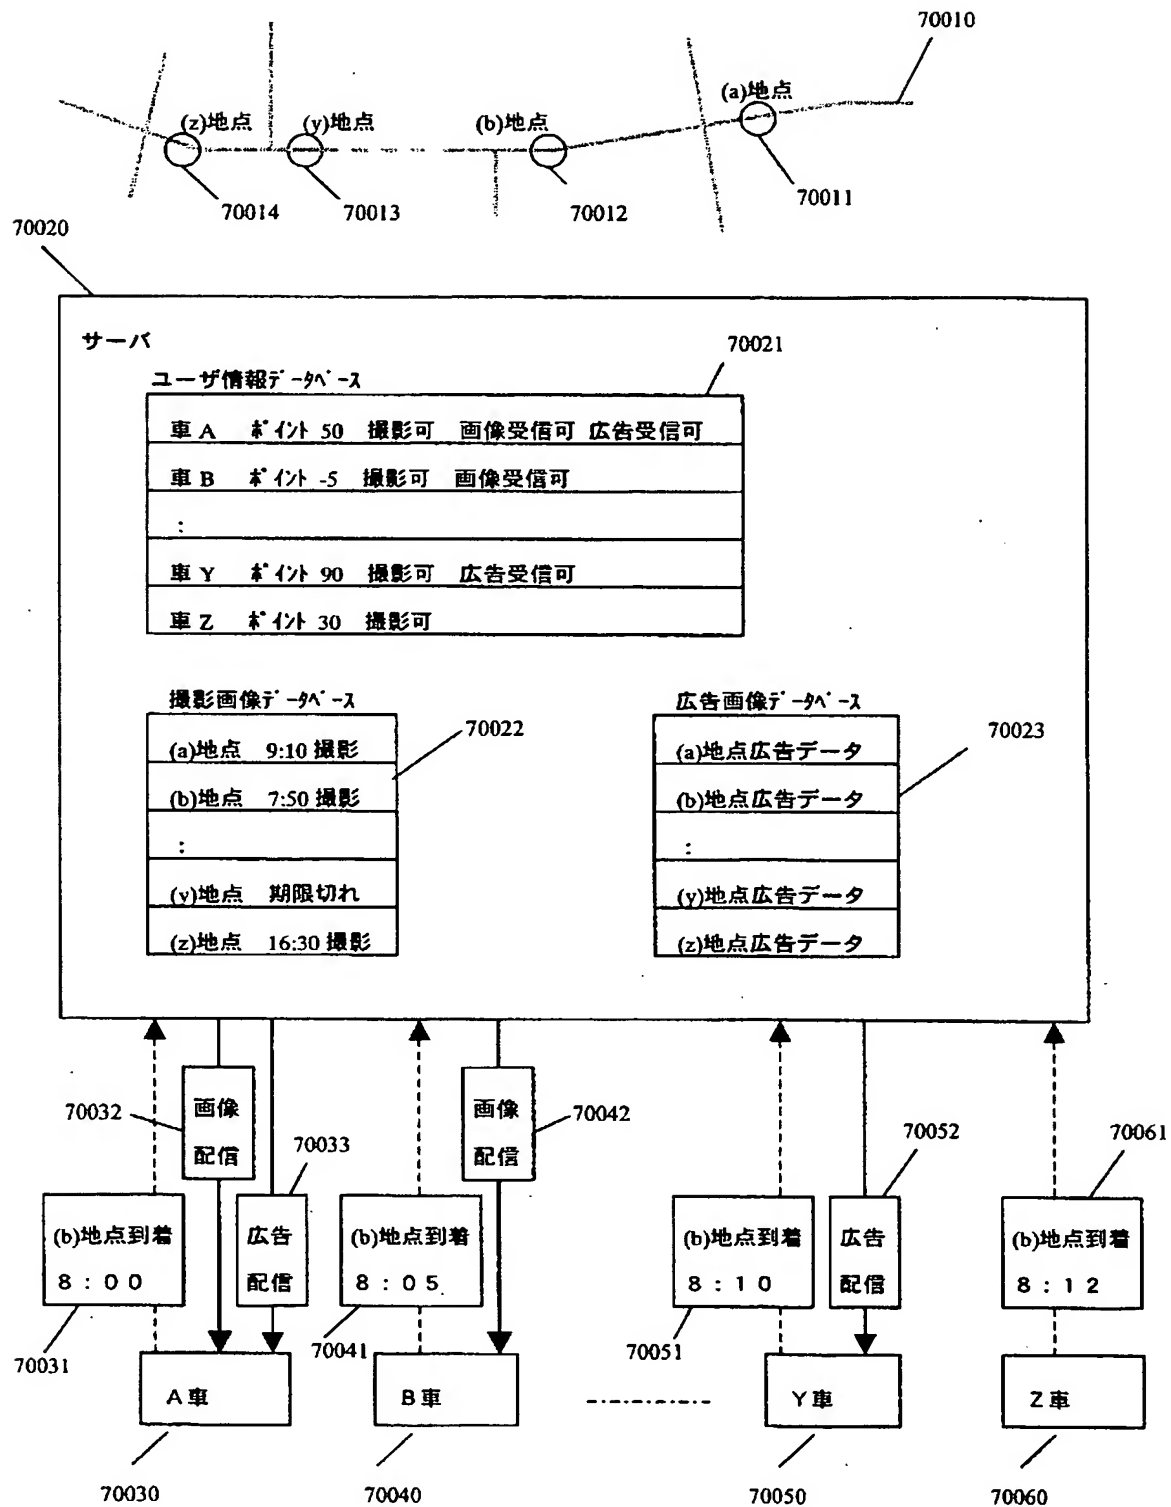 70010
(a)地点
(z)地点
(y)地点
(b)地点
70014
70013
70012
70011
70020
サーバ
70021
ユーザ情報ﾃﾞｰﾀﾍﾞｰｽ
車 A ﾎﾟｲﾝﾄ 50 撮影可 画像受信可 広告受信可
車 B ﾎﾟｲﾝﾄ -5 撮影可 画像受信可
:
車 Y ﾎﾟｲﾝﾄ 90 撮影可 広告受信可
車 Z ﾎﾟｲﾝﾄ 30 撮影可
撮影画像ﾃﾞｰﾀﾍﾞｰｽ
70022
(a)地点 9:10 撮影
(b)地点 7:50 撮影
:
(y)地点 期限切れ
(z)地点 16:30 撮影
広告画像ﾃﾞｰﾀﾍﾞｰｽ
70023
(a)地点広告データ
(b)地点広告データ
:
(y)地点広告データ
(z)地点広告データ
70032
画像
配信
70033
(b)地点到着
8:00
広告
配信
70031
A車
70030
画像
配信
70042
(b)地点到着
8:05
70041
B車
70040
70052
(b)地点到着
8:10
広告
配信
70051
Y車
70050
70061
(b)地点到着
8:12
Z車
70060